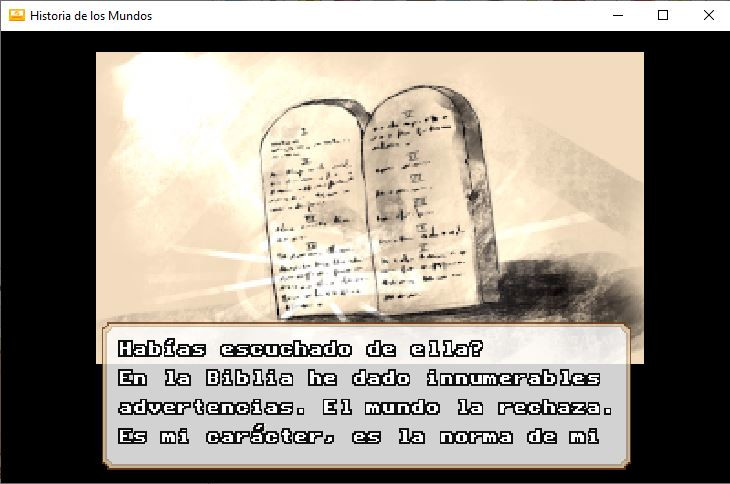 Historia de los Mundos
Habías escuchado de ella?
En la Biblia he dado innumerables
advertencias. El mundo la rechaza.
Es mi carácter, es la norma de mi